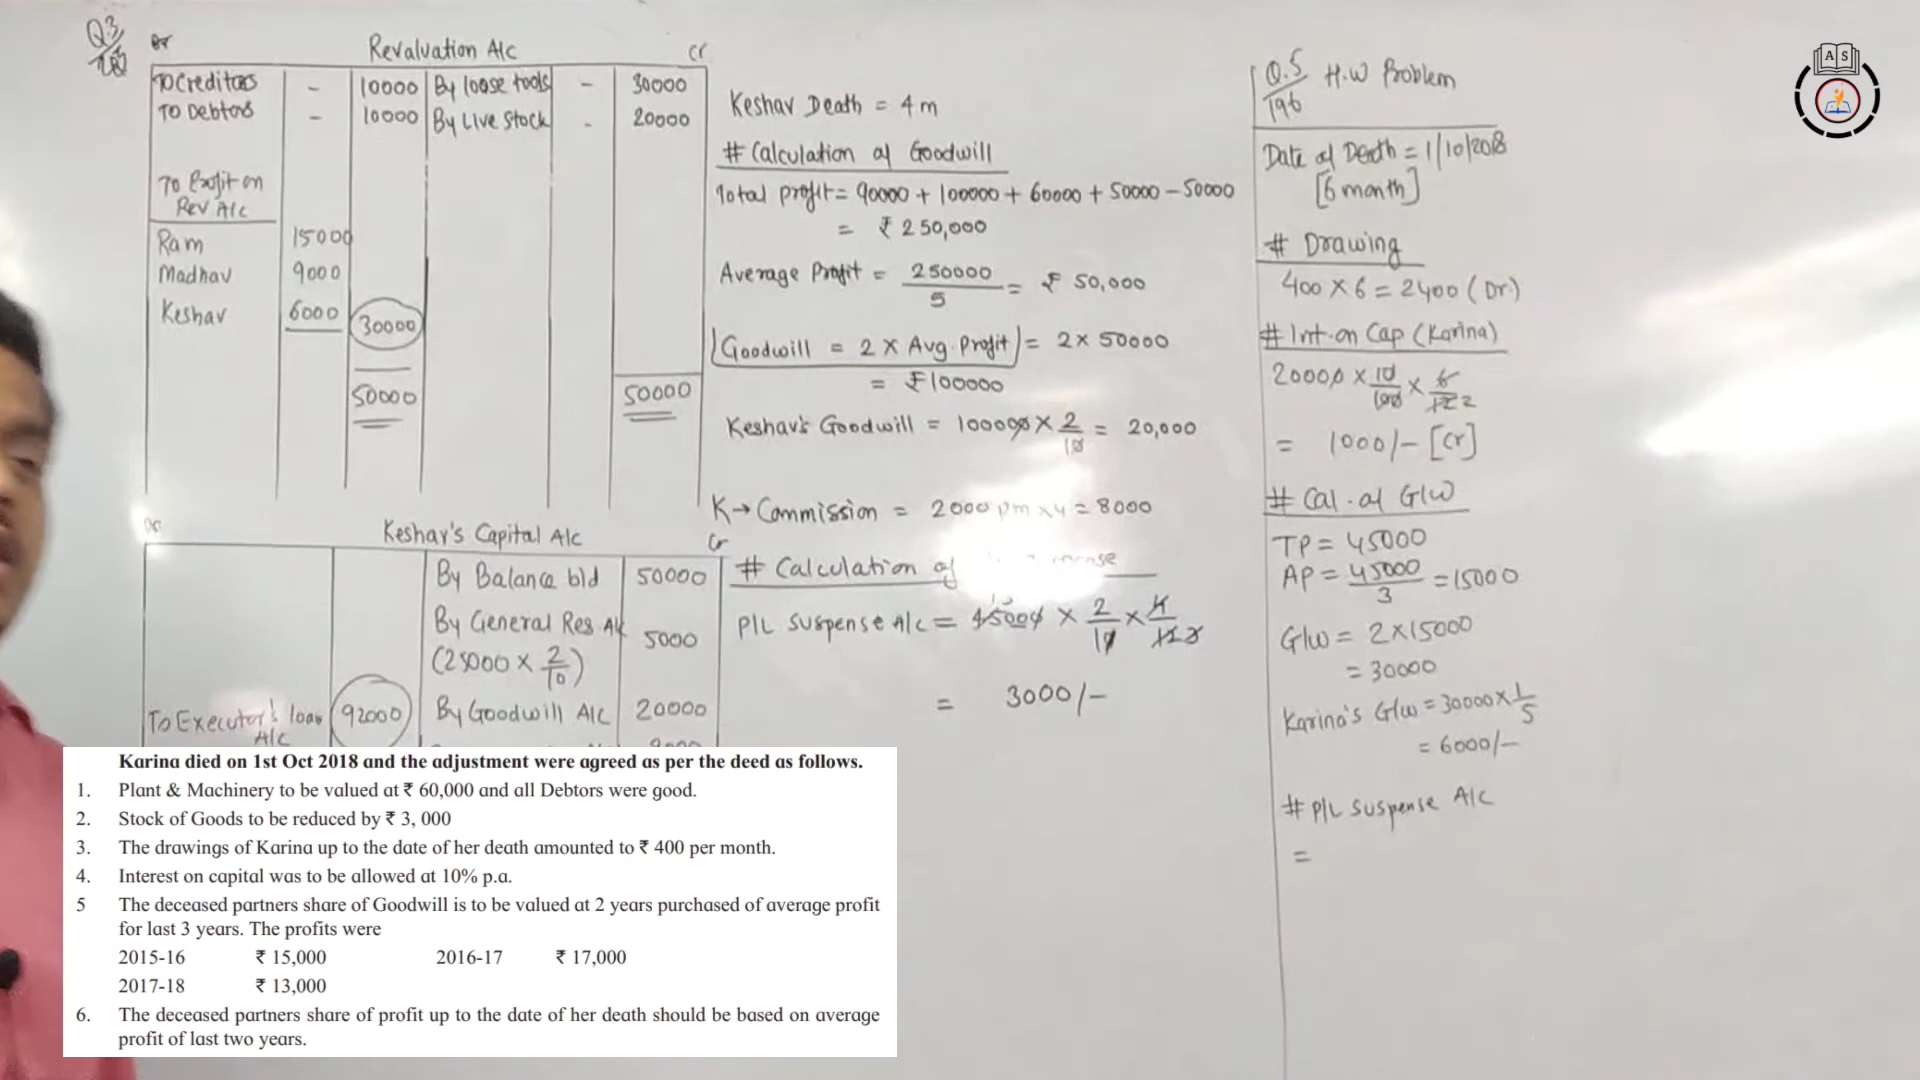 Q3
Dr Revaluation A/c Cr
To Creditors - 10000 By loose tools - 30000
To Debtors - 10000 By Live Stock - 20000
To Profit on
Rev A/c
Ram 15000
Madhav 9000
Keshav 6000 30000
50000 50000
Dr Keshav's Capital A/c Cr
By Balance b/d 50000
By General Res A/c 5000
(25000 × 2/10)
To Executor's loan A/c 92000 By Goodwill A/c 20000
Keshav Death = 4 m
# Calculation of Goodwill
Total profit = 90000 + 100000 + 60000 + 50000 - 50000
= ₹ 250,000
Average Profit = 250000/5 = ₹ 50,000
Goodwill = 2 × Avg. Profit = 2 × 50000
= ₹100000
Keshav's Goodwill = 100000 × 2/10 = 20,000
K → Commission = 2000 pm × 4 = 8000
# Calculation of
P/L Suspense A/c = 45000 × 2/10 × 4/12
= 3000/-
Q.5/196 H.W Problem
Date of Death = 1/10/2018
[6 month]
# Drawing
400 × 6 = 2400 (Dr.)
# Int. on Cap (Karina)
20000 × 10/100 × 6/12
= 1000/- [Cr]
# Cal. of G/w
TP = 45000
AP = 45000/3 = 15000
G/w = 2×15000
= 30000
Karina's G/w = 30000 × 1/5
= 6000/-
# P/L Suspense A/c
=
A S
Karina died on 1st Oct 2018 and the adjustment were agreed as per the deed as follows.
1. Plant & Machinery to be valued at ₹ 60,000 and all Debtors were good.
2. Stock of Goods to be reduced by ₹ 3, 000
3. The drawings of Karina up to the date of her death amounted to ₹ 400 per month.
4. Interest on capital was to be allowed at 10% p.a.
5 The deceased partners share of Goodwill is to be valued at 2 years purchased of average profit
for last 3 years. The profits were
2015-16 ₹ 15,000 2016-17 ₹ 17,000
2017-18 ₹ 13,000
6. The deceased partners share of profit up to the date of her death should be based on average
profit of last two years.